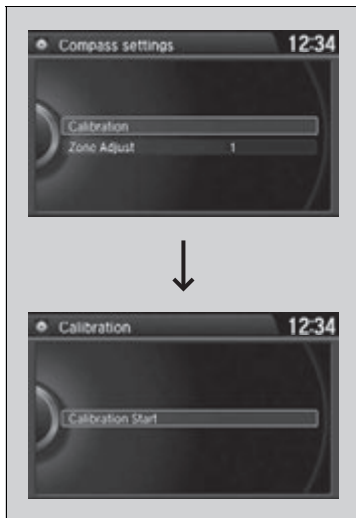 Compass settings 12:34
Calibration
Zone Adjust 1
Calibration 12:34
Calibration Start